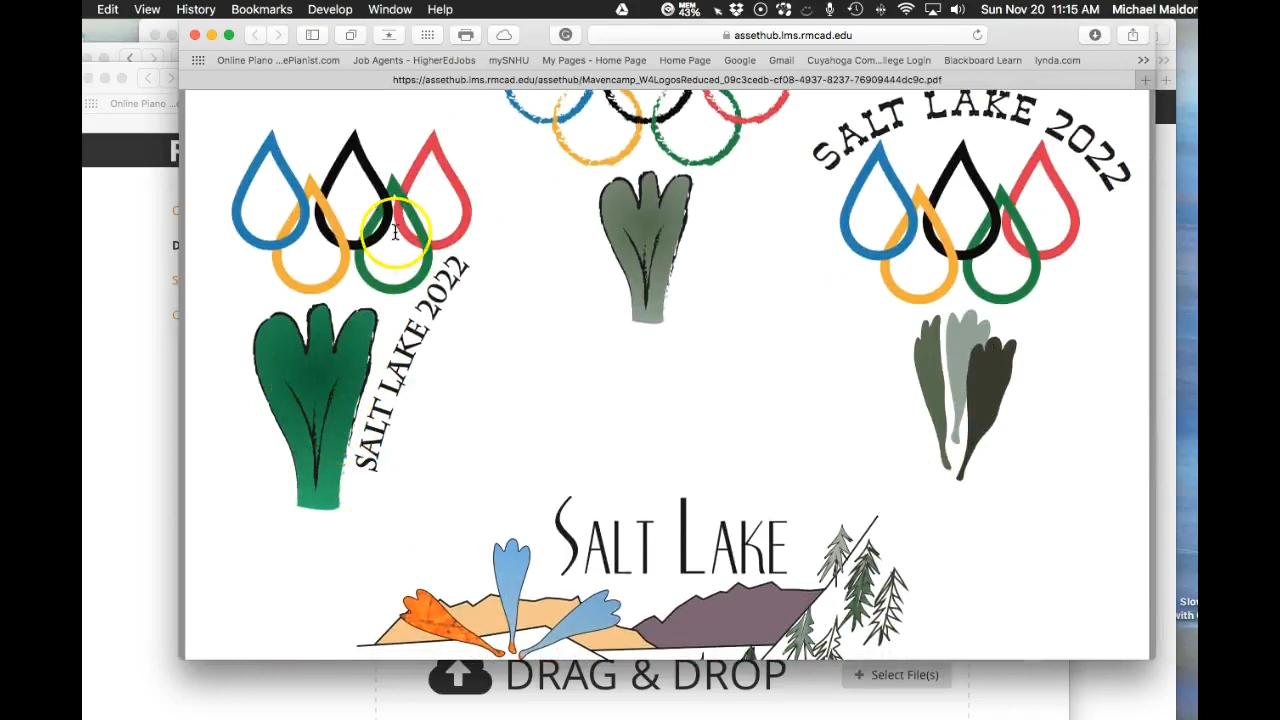 Edit View History Bookmarks Develop Window Help
MEM
43%
Sun Nov 20 11:15 AM Michael Maldor
assethub.lms.rmcad.edu
Online Piano ...ePianist.com Job Agents - HigherEdJobs mySNHU My Pages - Home Page Home Page Google Gmail Cuyahoga Com...llege Login Blackboard Learn lynda.com
https://assethub.lms.rmcad.edu/assethub/Mavencamp_W4LogosReduced_09c3cedb-cf08-4937-8237-76909444dc9c.pdf
Online Piano
SALT LAKE 2022
SALT LAKE 2022
SALT LAKE
Slo
with
DRAG & DROP
+ Select File(s)